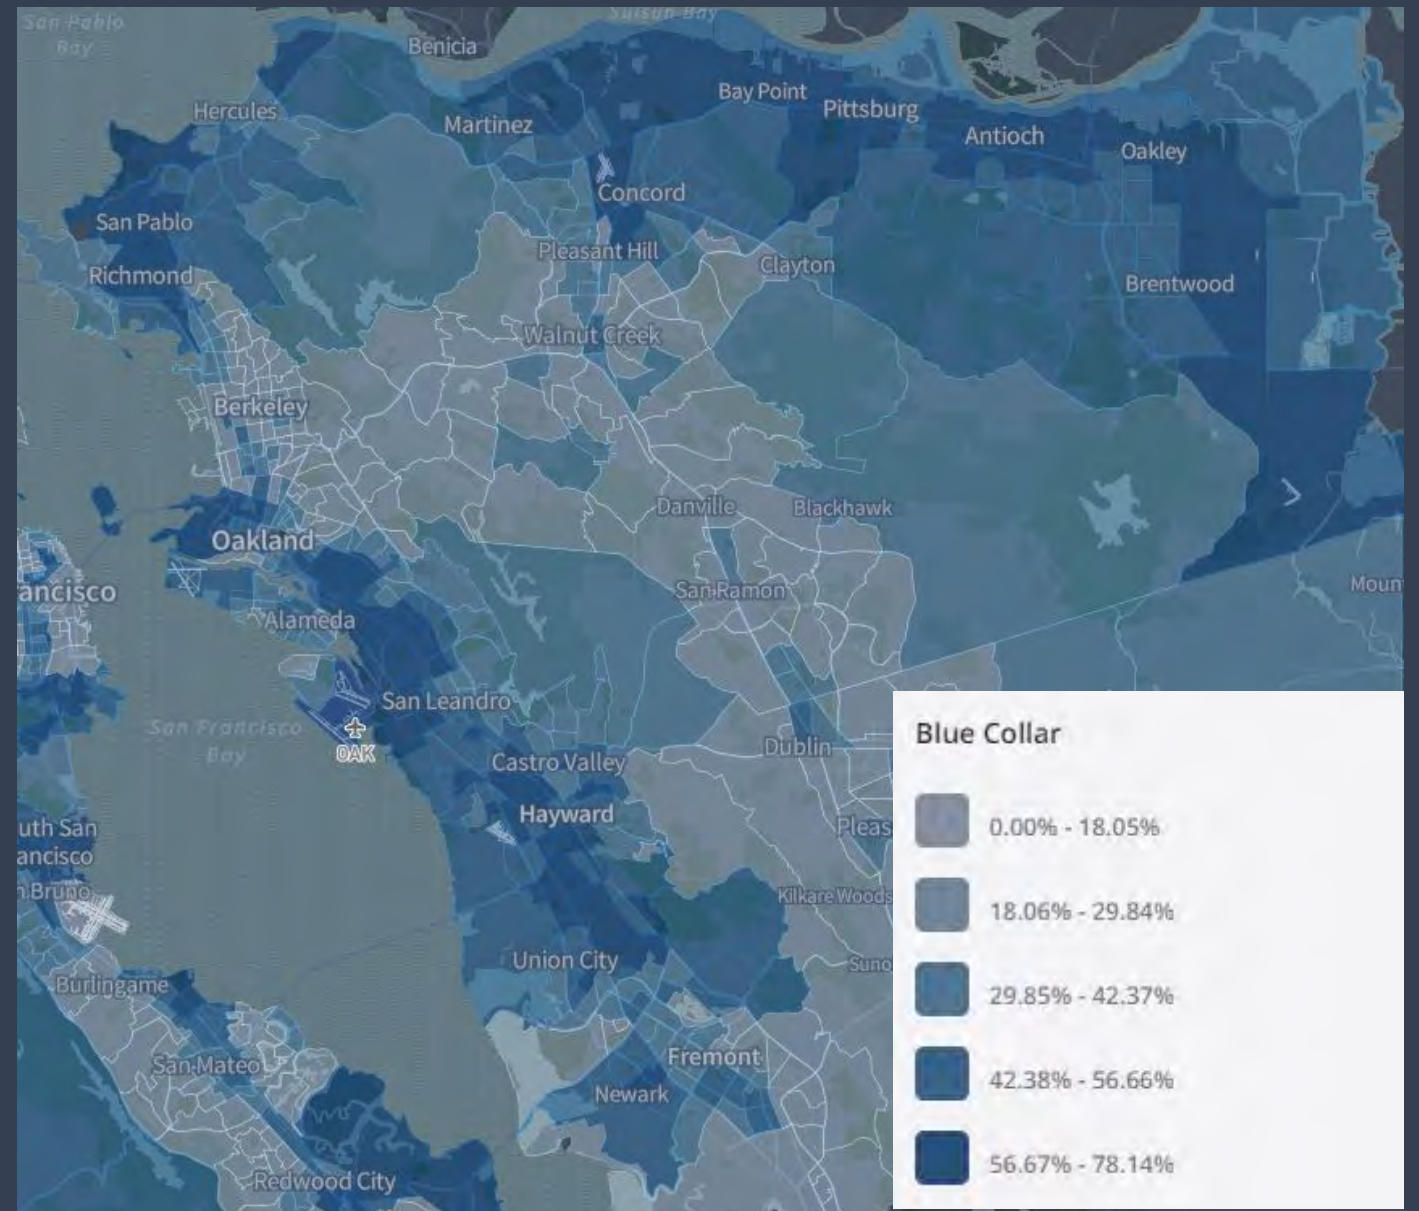 San Pablo
Bay
Suisun Bay
Benicia
Hercules
Martinez
Bay Point
Pittsburg
Antioch
Oakley
Concord
San Pablo
Richmond
Pleasant Hill
Clayton
Brentwood
Walnut Creek
Berkeley
Danville
Blackhawk
Oakland
ancisco
San Ramon
Moun
Alameda
San Leandro
San Francisco
Bay
OAK
Castro Valley
Dublin
Hayward
uth San
ancisco
Pleas
n Bruno
Kilkare Woods
Union City
Suno
Burlingame
San Mateo
Fremont
Newark
Redwood City
Blue Collar
0.00% - 18.05%
18.06% - 29.84%
29.85% - 42.37%
42.38% - 56.66%
56.67% - 78.14%